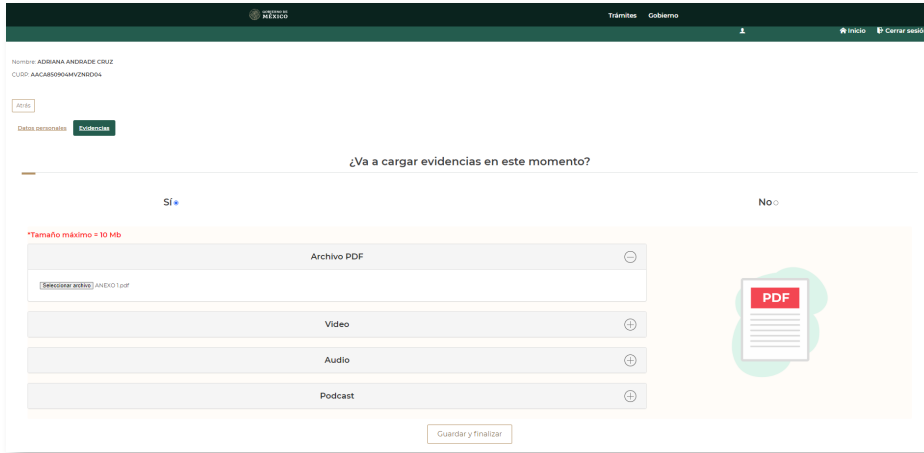 GOBIERNO DE
MÉXICO
Trámites Gobierno
Inicio Cerrar sesió
Nombre: ADRIANA ANDRADE CRUZ
CURP: AACA850904MVZNRD04
Atrás
Datos personales Evidencias
¿Va a cargar evidencias en este momento?
Sí No
*Tamaño máximo = 10 Mb
Archivo PDF
Seleccionar archivo ANEXO 1.pdf
PDF
Video
Audio
Podcast
Guardar y finalizar